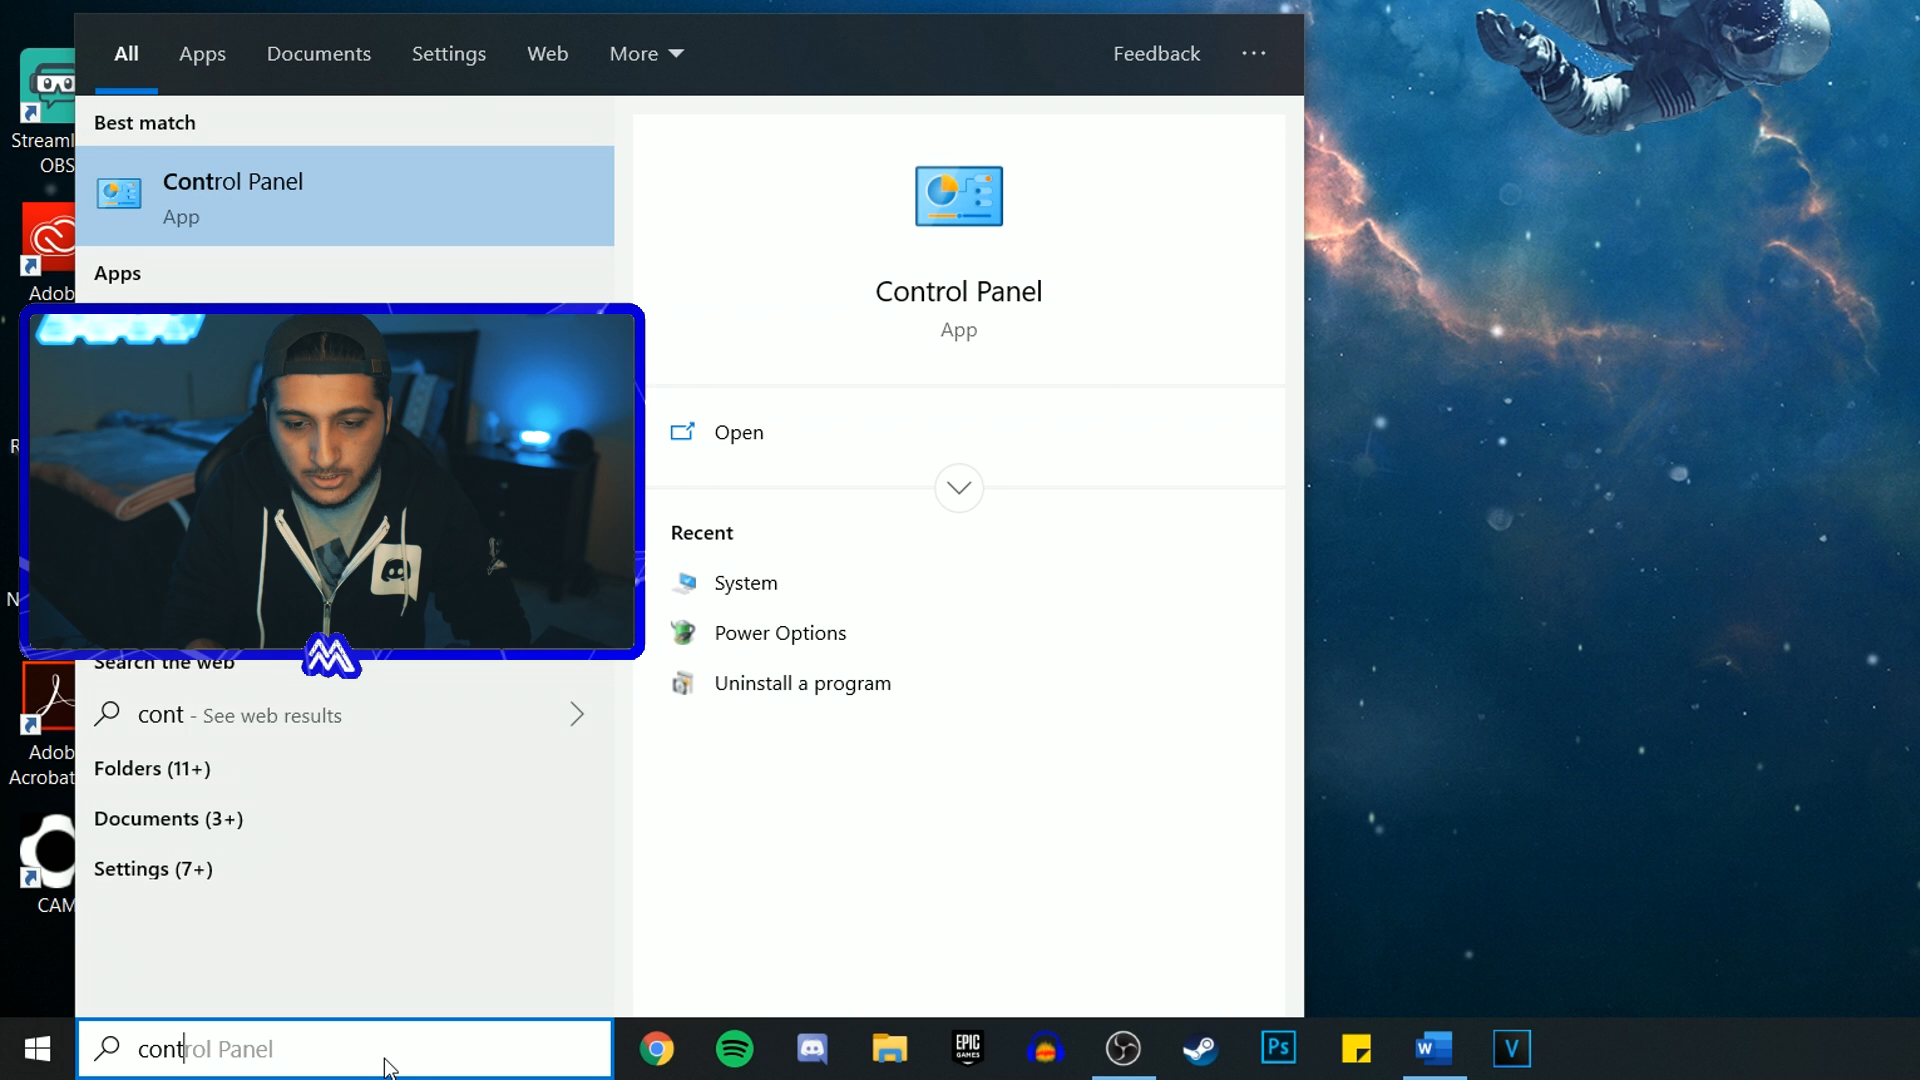 All Apps Documents Settings Web More Feedback ...
Best match
Control Panel
App
Apps
Search the web
cont - See web results
Folders (11+)
Documents (3+)
Settings (7+)
control Panel
Control Panel
App
Open
Recent
System
Power Options
Uninstall a program
Streaml
OBS
Adob
R
N
Adob
Acrobat
CAM
EPIC
GAMES
Ps
W
V